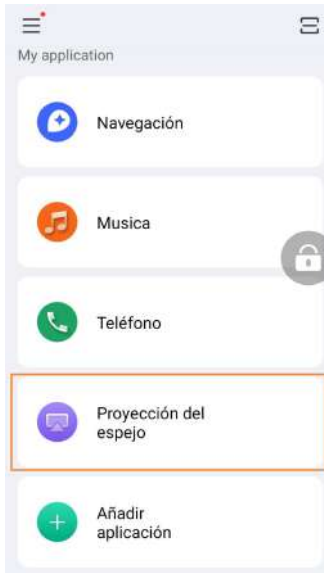 My application
Navegación
Musica
Teléfono
Proyección del
espejo
Añadir
aplicación